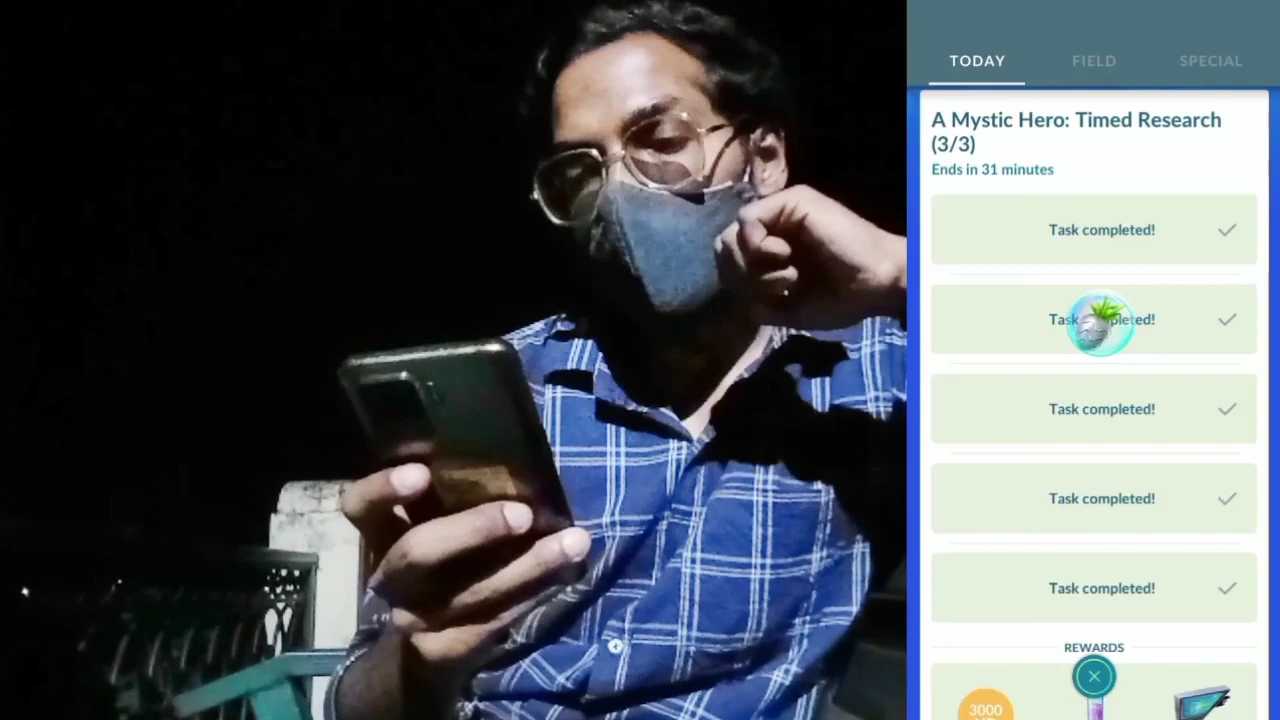 TODAY FIELD SPECIAL
A Mystic Hero: Timed Research
(3/3)
Ends in 31 minutes
Task completed!
Task completed!
Task completed!
Task completed!
Task completed!
REWARDS
3000